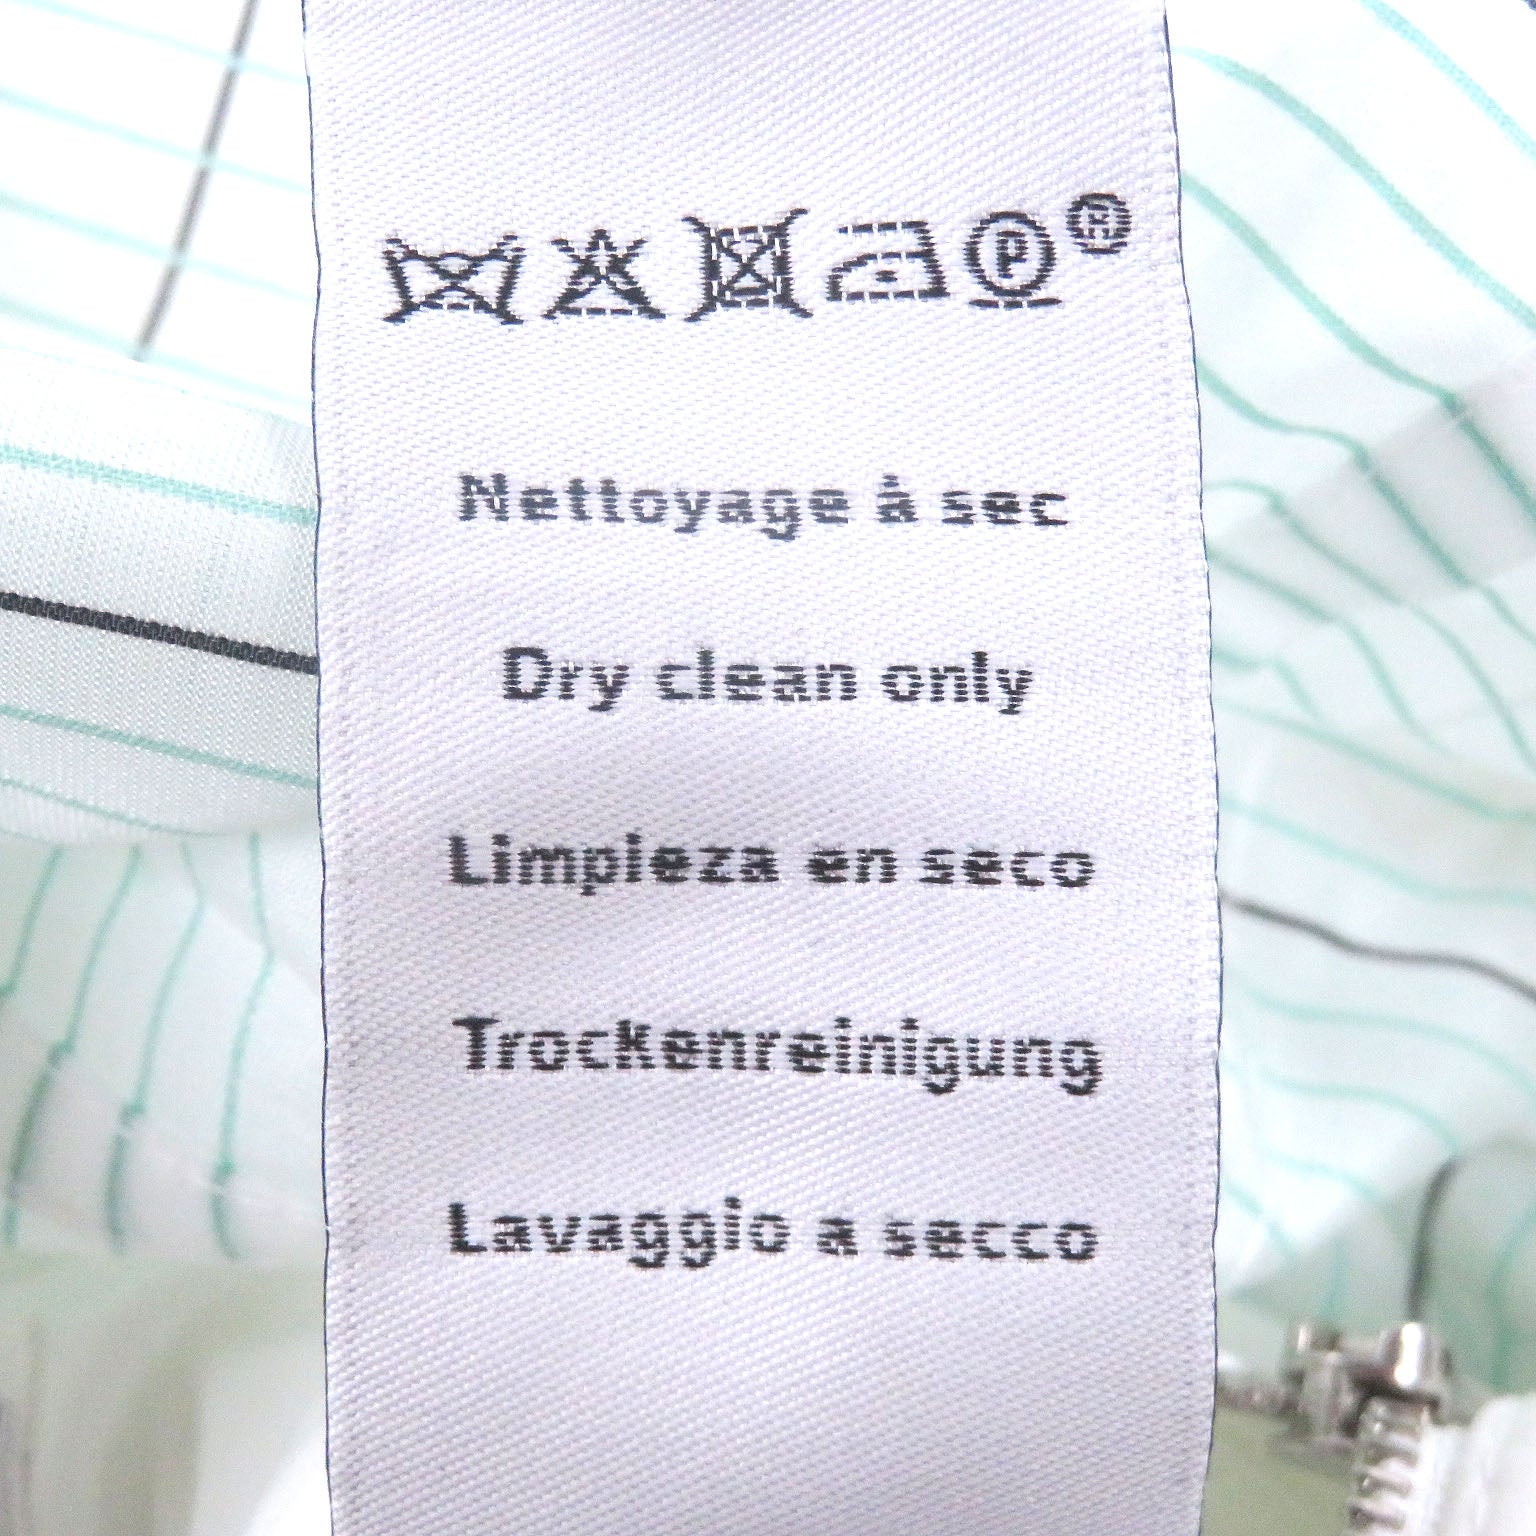 P ®
Nettoyage à sec
Dry clean only
Limpieza en seco
Trockenreinigung
Lavaggio a secco